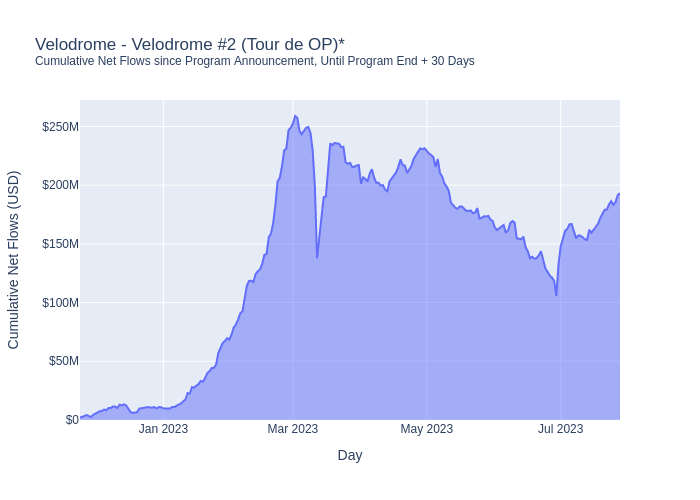 Velodrome - Velodrome #2 (Tour de OP)*
Cumulative Net Flows since Program Announcement, Until Program End + 30 Days
Cumulative Net Flows (USD)
$250M
$200M
$150M
$100M
$50M
$0
Jan 2023
Mar 2023
May 2023
Jul 2023
Day